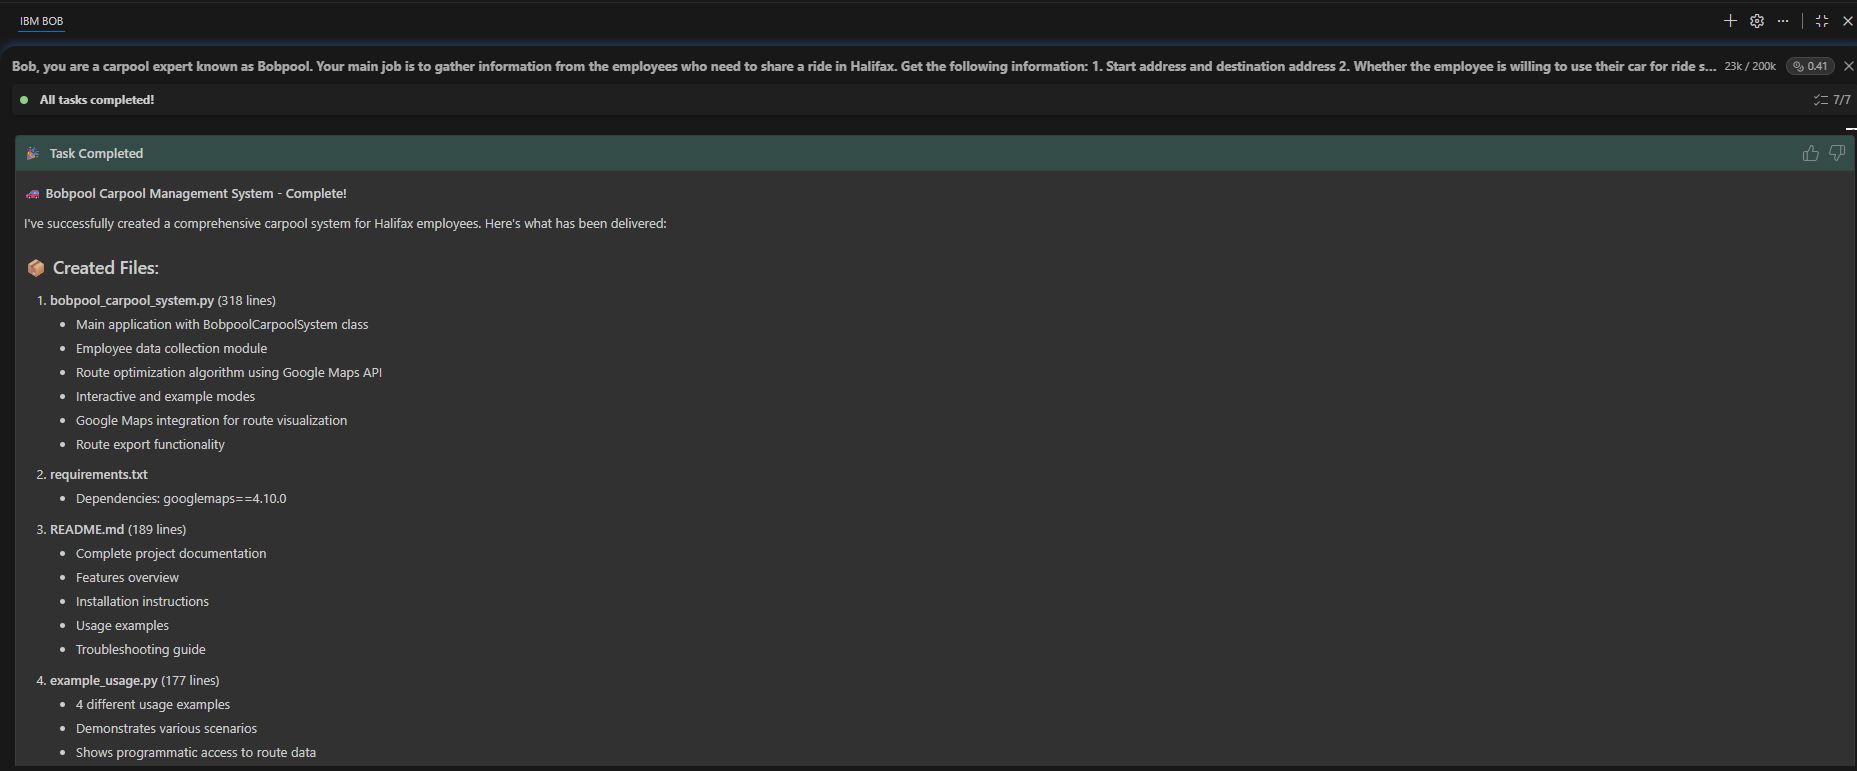 IBM BOB
Bob, you are a carpool expert known as Bobpool. Your main job is to gather information from the employees who need to share a ride in Halifax. Get the following information: 1. Start address and destination address 2. Whether the employee is willing to use their car for ride s... 23k / 200k 0.41
All tasks completed! 7/7
Task Completed
Bobpool Carpool Management System - Complete!
I've successfully created a comprehensive carpool system for Halifax employees. Here's what has been delivered:
Created Files:
1. bobpool_carpool_system.py (318 lines)
• Main application with BobpoolCarpoolSystem class
• Employee data collection module
• Route optimization algorithm using Google Maps API
• Interactive and example modes
• Google Maps integration for route visualization
• Route export functionality
2. requirements.txt
• Dependencies: googlemaps==4.10.0
3. README.md (189 lines)
• Complete project documentation
• Features overview
• Installation instructions
• Usage examples
• Troubleshooting guide
4. example_usage.py (177 lines)
• 4 different usage examples
• Demonstrates various scenarios
• Shows programmatic access to route data